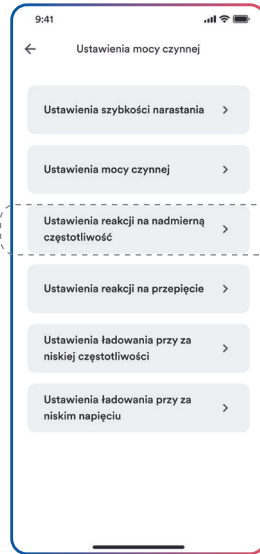 9:41
Ustawienia mocy czynnej
Ustawienia szybkości narastania
Ustawienia mocy czynnej
Ustawienia reakcji na nadmierną
częstotliwość
Ustawienia reakcji na przepięcie
Ustawienia ładowania przy za
niskiej częstotliwości
Ustawienia ładowania przy za
niskim napięciu